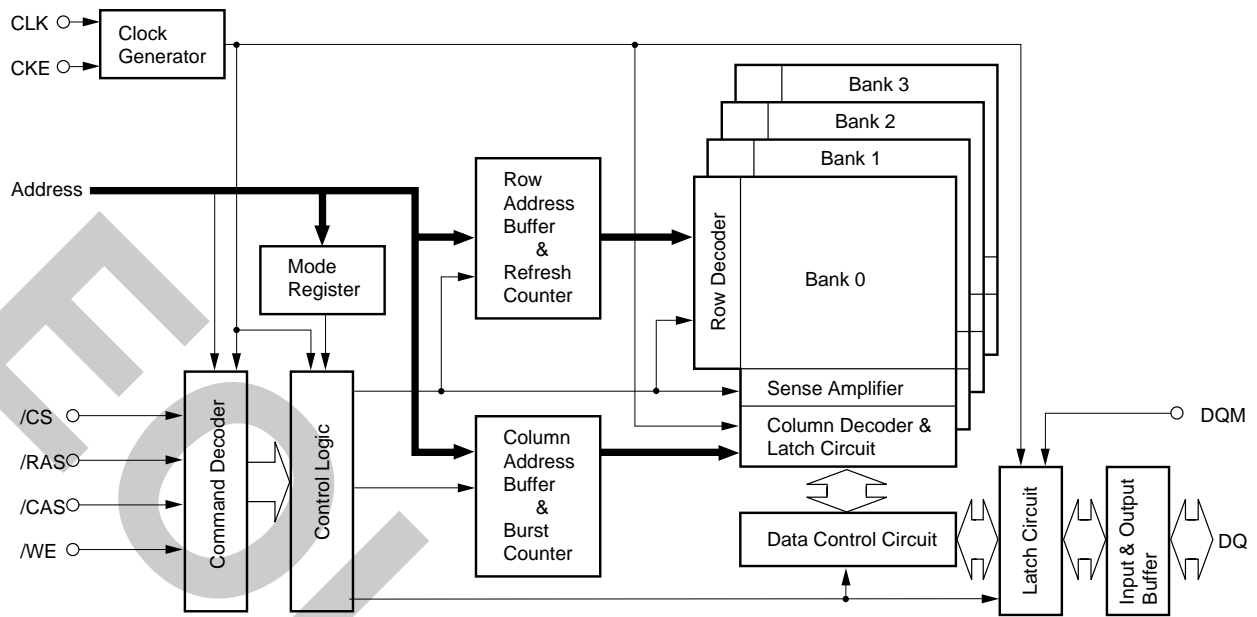 CLK
CKE
Clock
Generator
Bank 3
Bank 2
Bank 1
Address
Row
Address
Buffer
&
Refresh
Counter
Row Decoder
Bank 0
Mode
Register
Sense Amplifier
Column Decoder &
Latch Circuit
/CS
/RAS
/CAS
/WE
Command Decoder
Control Logic
Column
Address
Buffer
&
Burst
Counter
Data Control Circuit
DQM
Latch Circuit
Input & Output
Buffer
DQ